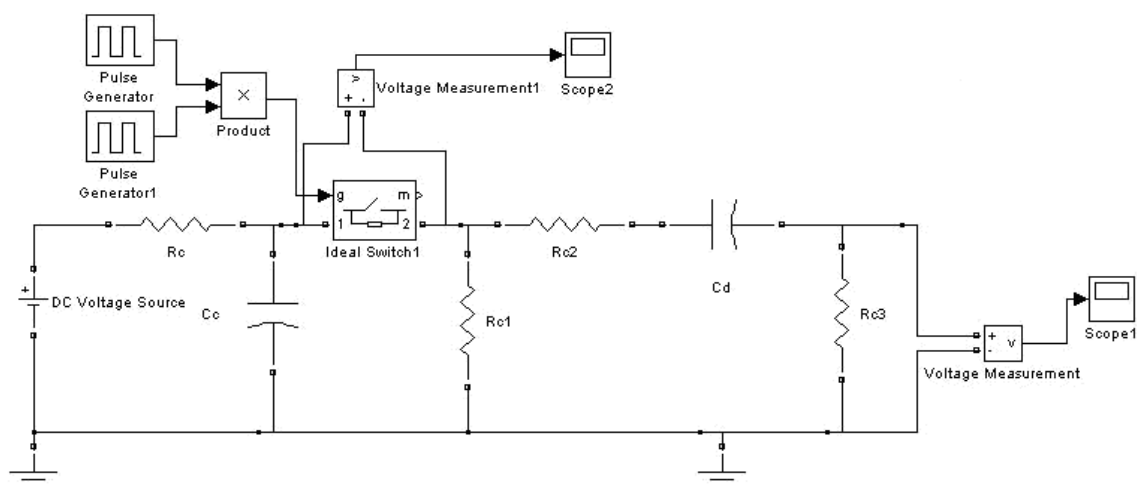 Pulse
Generator
Pulse
Generator1
×
Product
Voltage Measurement1
v
+ -
Scope2
g m
1 2
Ideal Switch1
Rc
Rc2
Cd
+
DC Voltage Source
Cc
Rc1
Rc3
+
-
v
Voltage Measurement
Scope1